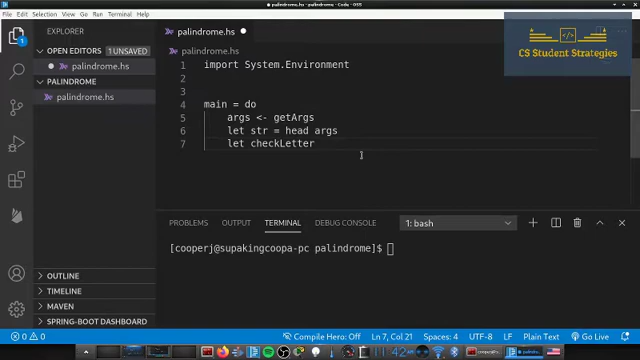 palindrome.hs - palindrome - Code - OSS
File Edit Selection View Go Run Terminal Help
EXPLORER
palindrome.hs
OPEN EDITORS 1 UNSAVED
palindrome.hs
PALINDROME
palindrome.hs
palindrome.hs
1 import System.Environment
2
3
4 main = do
5 args <- getArgs
6 let str = head args
7 let checkLetter
CS Student Strategies
PROBLEMS OUTPUT TERMINAL DEBUG CONSOLE 1: bash
[cooperj@supakingcoopa-pc palindrome]$
OUTLINE
TIMELINE
MAVEN
SPRING-BOOT DASHBOARD
0 0 Compile Hero: Off Ln 7, Col 21 Spaces: 4 UTF-8 LF Plain Text